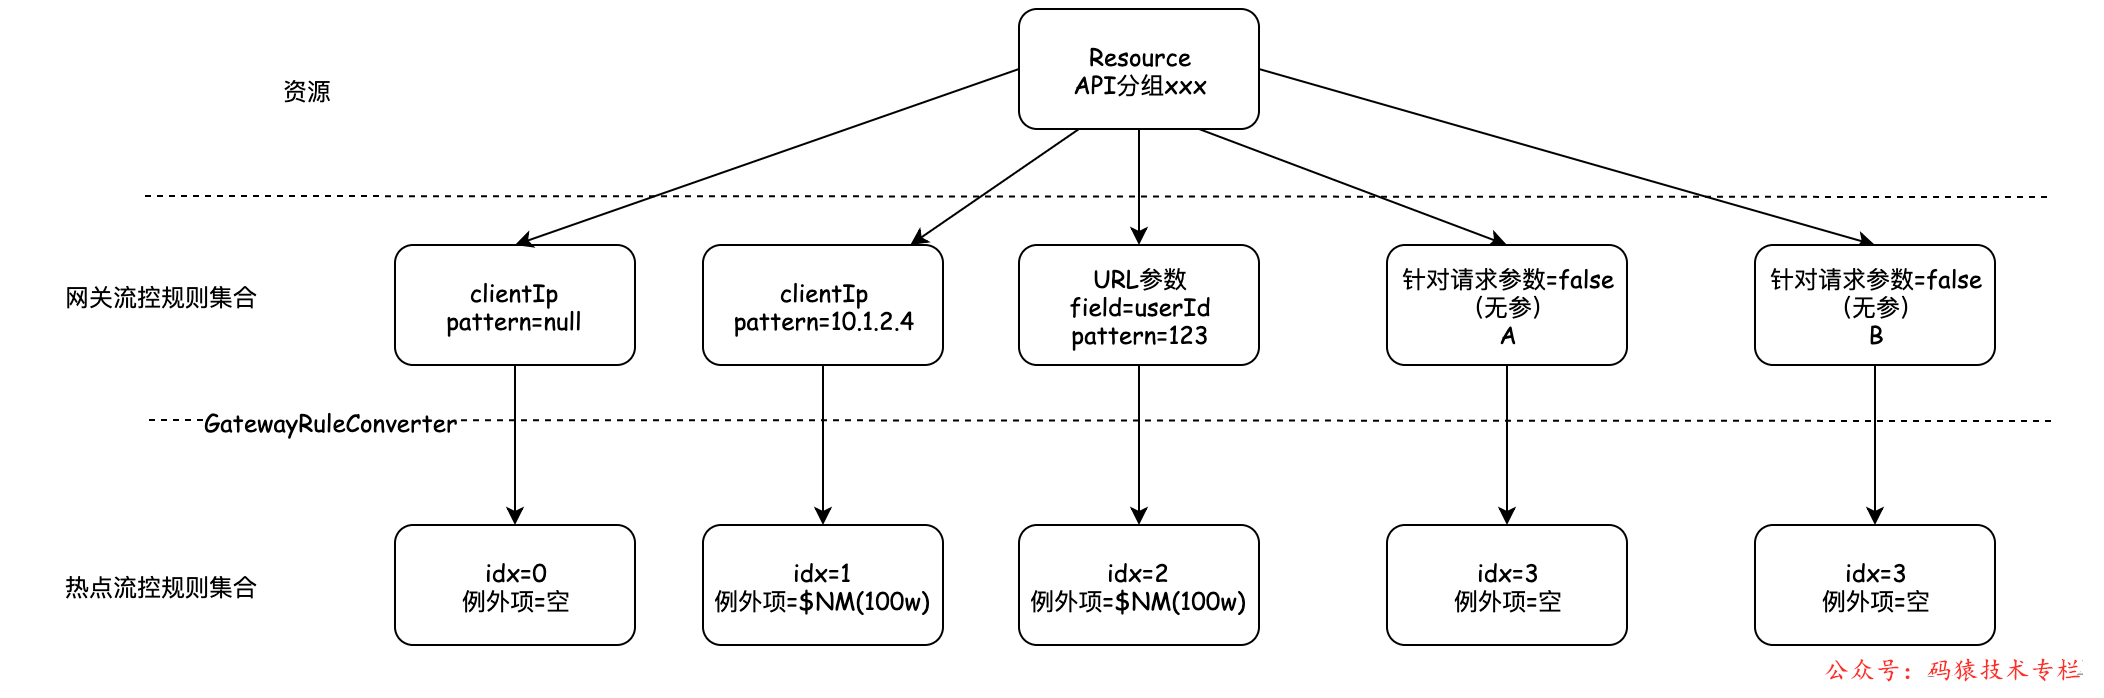 Resource
API分组xxx
资源
网关流控规则集合
clientIp
pattern=null
clientIp
pattern=10.1.2.4
URL参数
field=userId
pattern=123
针对请求参数=false
(无参)
A
针对请求参数=false
(无参)
B
GatewayRuleConverter
热点流控规则集合
idx=0
例外项=空
idx=1
例外项=$NM(100w)
idx=2
例外项=$NM(100w)
idx=3
例外项=空
idx=3
例外项=空
公众号：码猿技术专栏